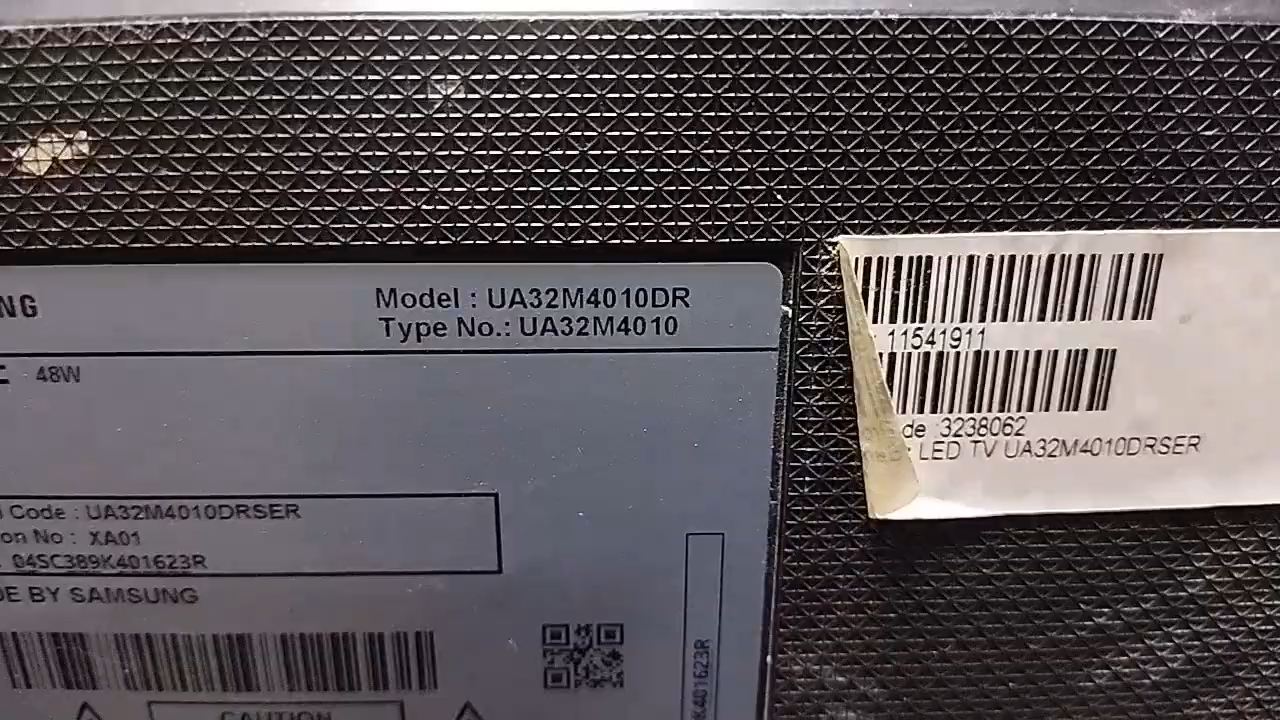 NG
Model : UA32M4010DR
Type No.: UA32M4010
48W
Code : UA32M4010DRSER
on No : XA01
04SC389K401623R
DE BY SAMSUNG
CAUTION
K401623R
: 11541911
de :3238062
: LED TV UA32M4010DRSER